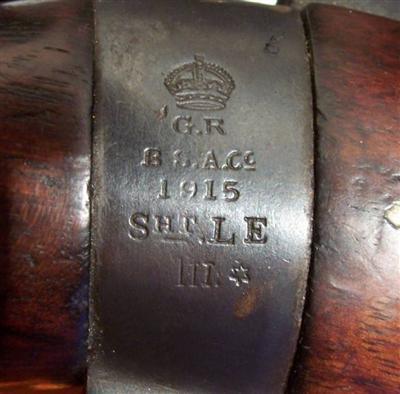 G.R
B.S.A.Co
1915
SHT. LE
III. *